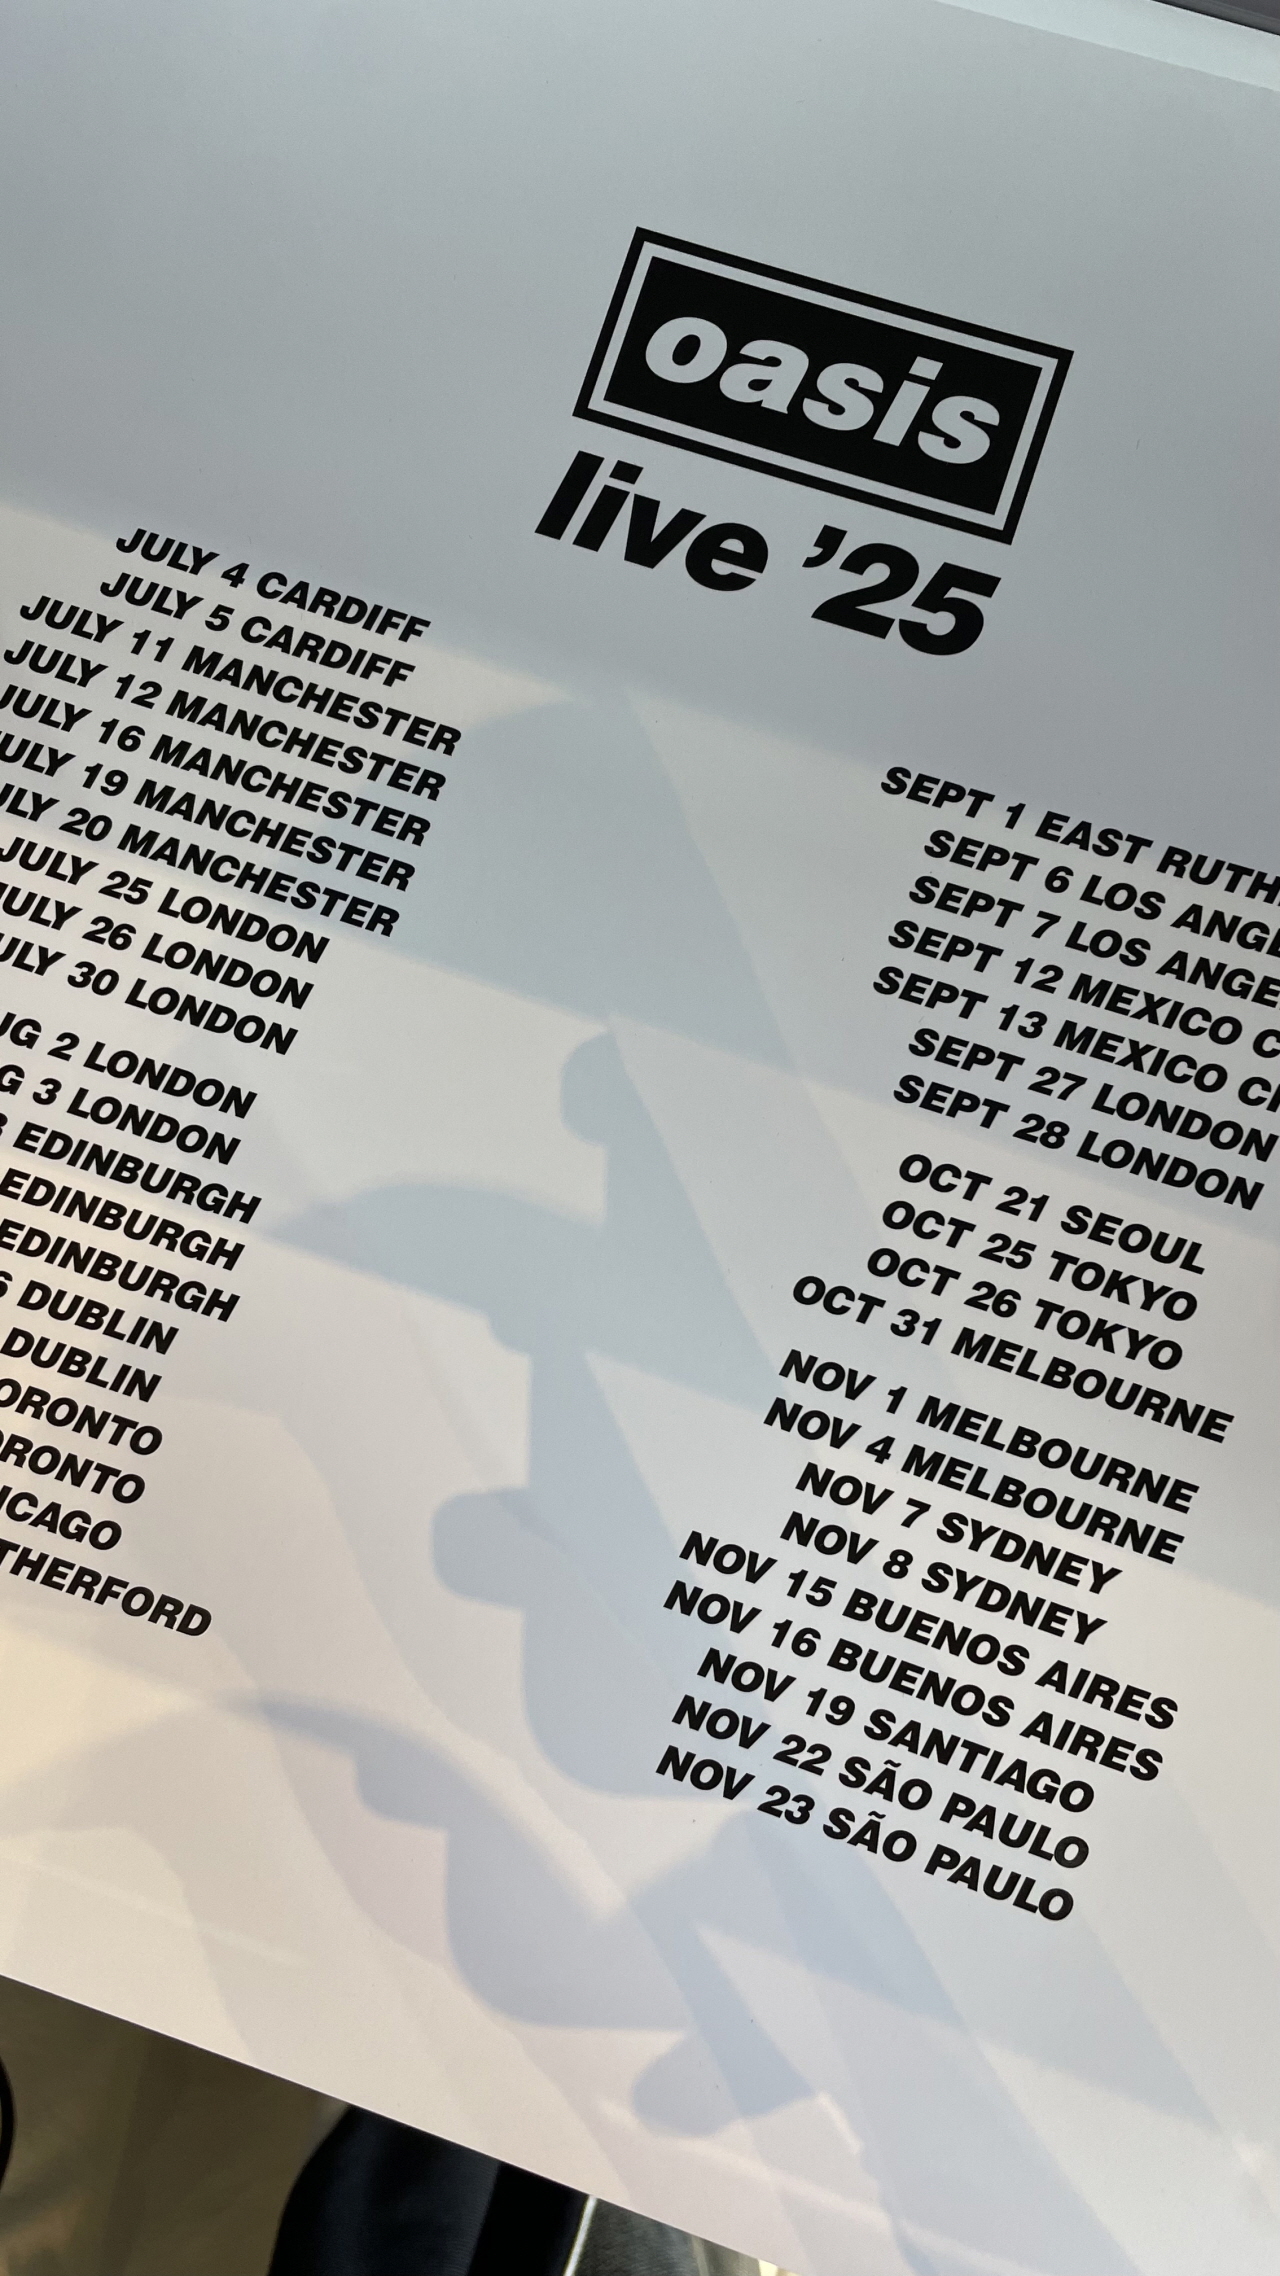 oasis
live '25
JULY 4 CARDIFF
JULY 5 CARDIFF
JULY 11 MANCHESTER
JULY 12 MANCHESTER
JULY 16 MANCHESTER
JULY 19 MANCHESTER
JULY 20 MANCHESTER
JULY 25 LONDON
JULY 26 LONDON
JULY 30 LONDON
2 LONDON
3 LONDON
EDINBURGH
EDINBURGH
EDINBURGH
DUBLIN
DUBLIN
SEPT 1 EAST
SEPT 6 LOS
SEPT 7 LOS
SEPT 12 MEXICO
SEPT 13 MEXICO
SEPT 27 LONDON
SEPT 28 LONDON
OCT 21 SEOUL
OCT 25 TOKYO
OCT 26 TOKYO
OCT 31 MELBOURNE
NOV 1 MELBOURNE
NOV 4 MELBOURNE
NOV 7 SYDNEY
NOV 8 SYDNEY
NOV 15 BUENOS AIRES
NOV 16 BUENOS AIRES
NOV 19 SANTIAGO
NOV 22 SÃO PAULO
NOV 23 SÃO PAULO